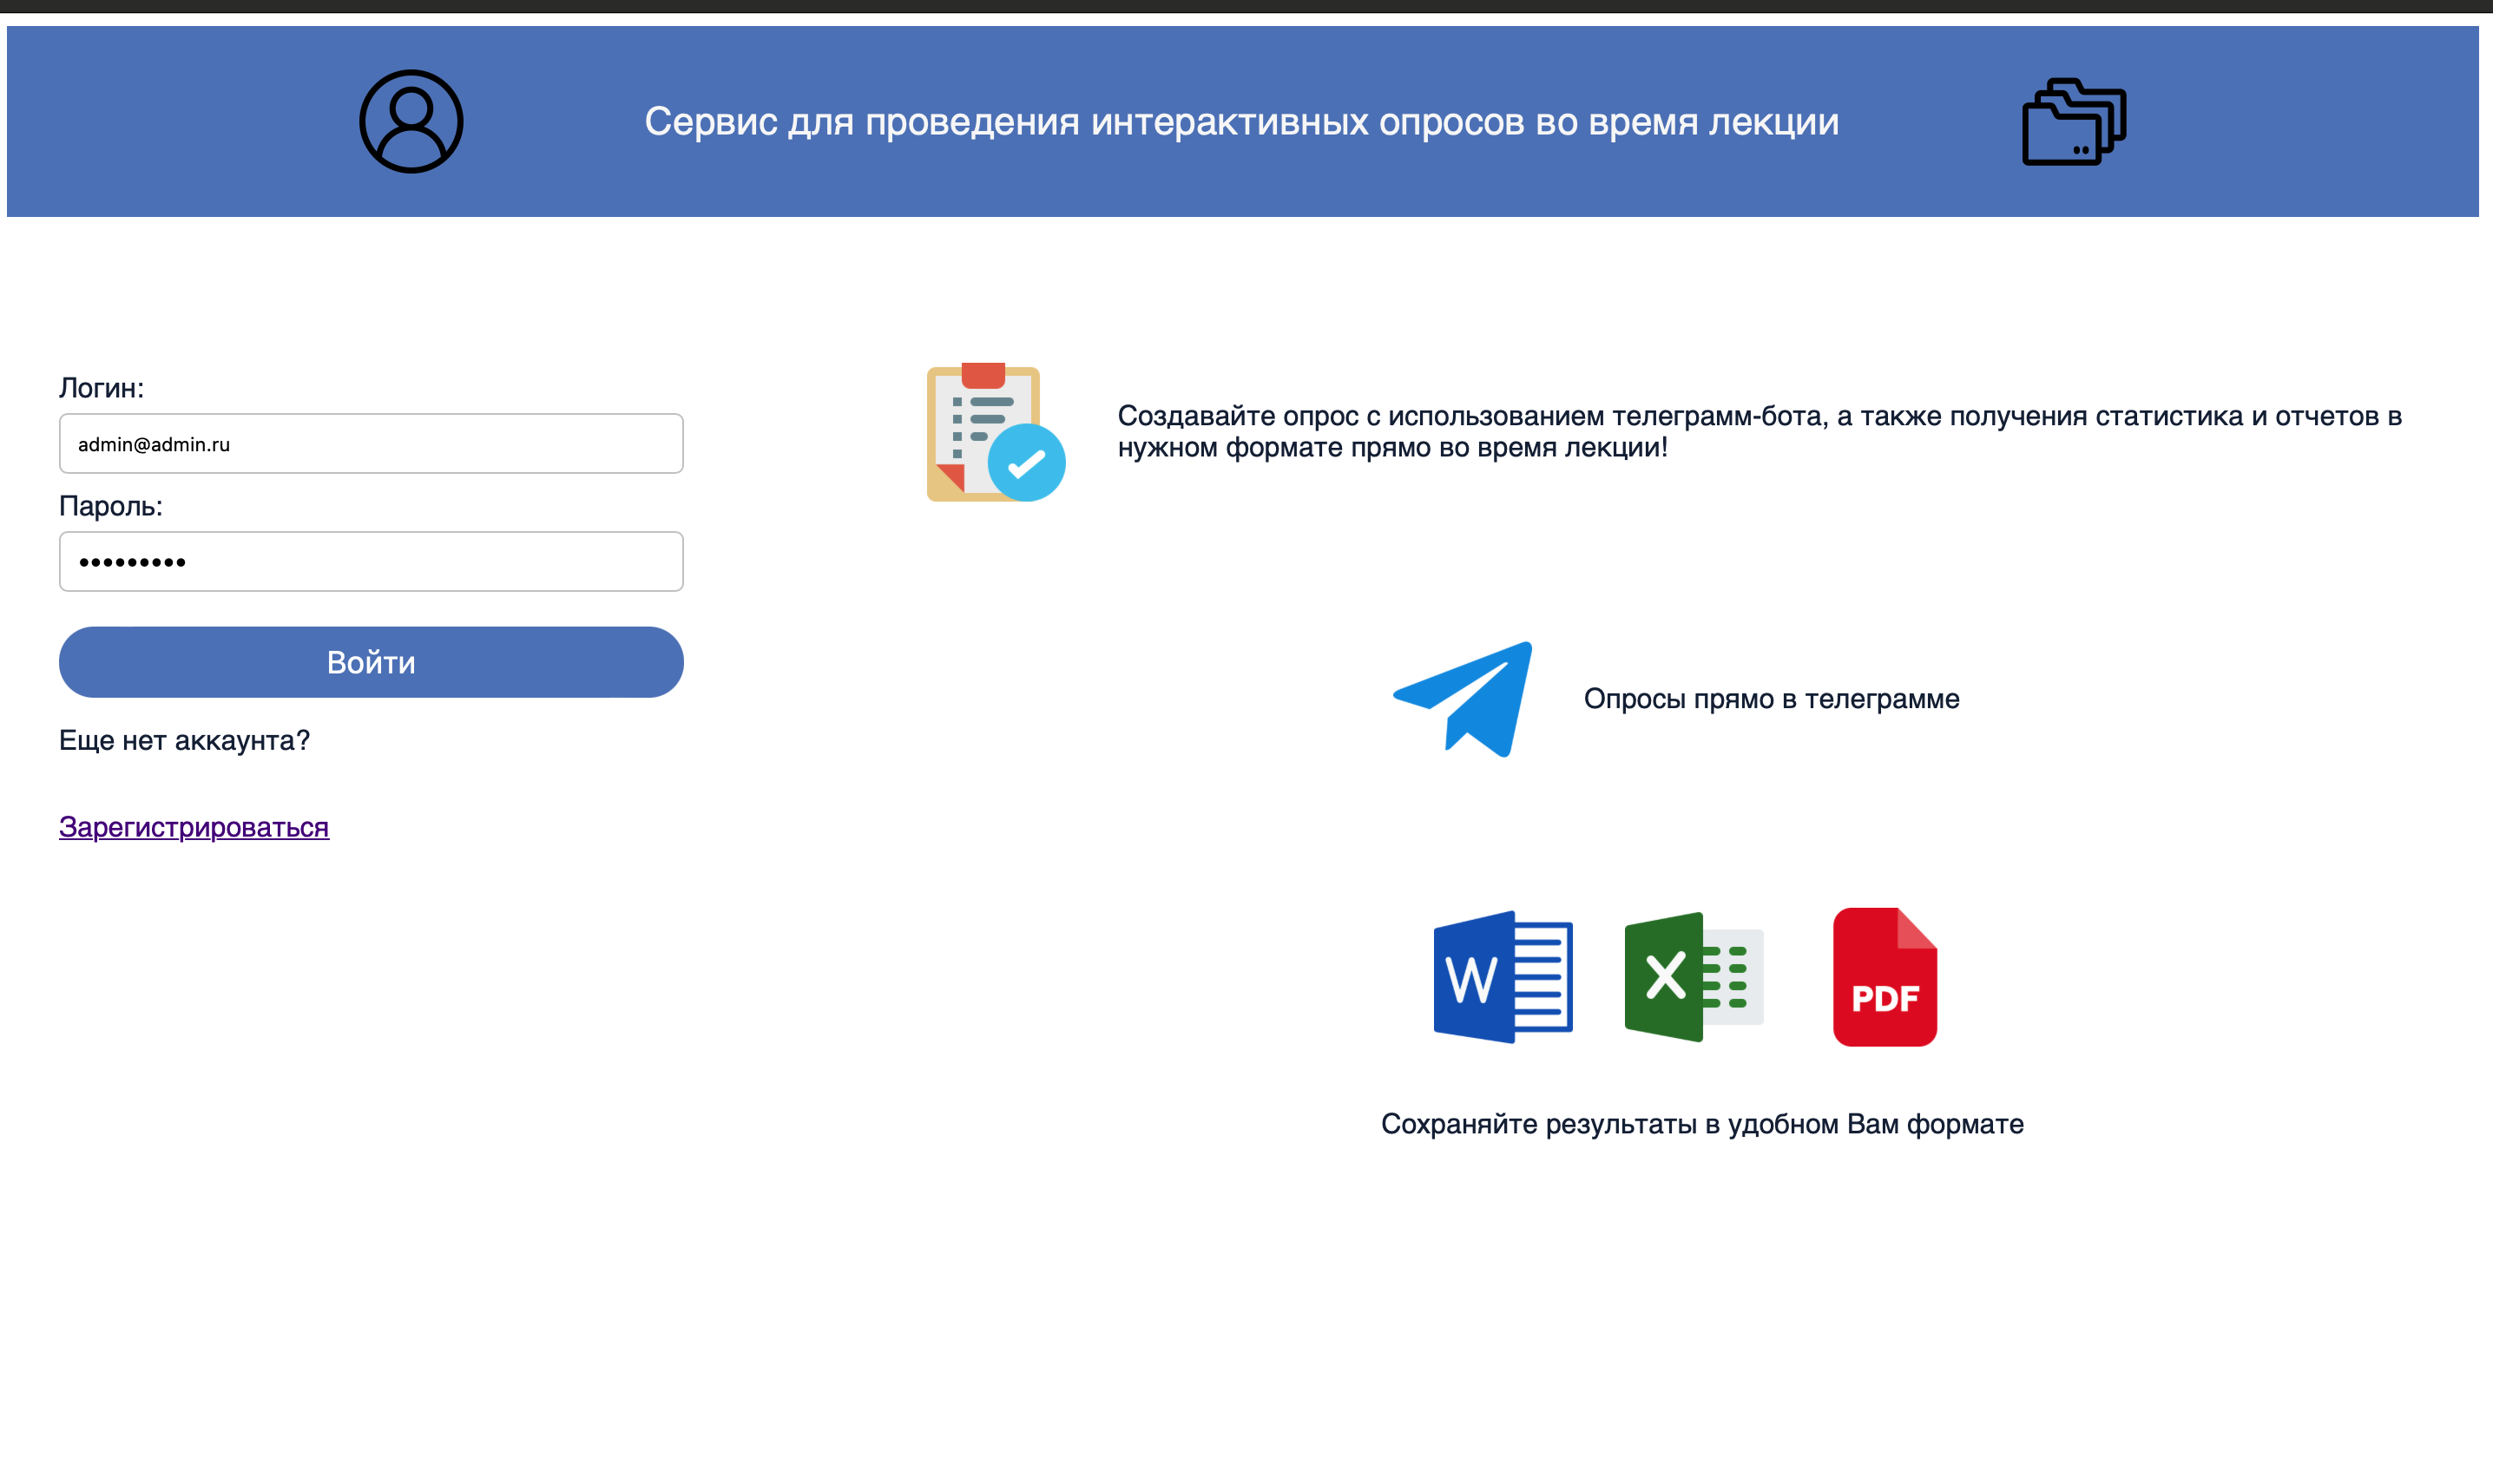 Сервис для проведения интерактивных опросов во время лекции
Логин:
admin@admin.ru
Пароль:
•••••••••
Войти
Еще нет аккаунта?
Зарегистрироваться
Создавайте опрос с использованием телеграмм-бота, а также получения статистика и отчетов в
нужном формате прямо во время лекции!
Опросы прямо в телеграмме
W
X
PDF
Сохраняйте результаты в удобном Вам формате